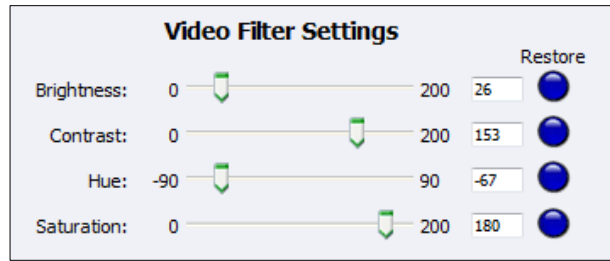 Video Filter Settings
Restore
Brightness: 0 200 26
Contrast: 0 200 153
Hue: -90 90 -67
Saturation: 0 200 180